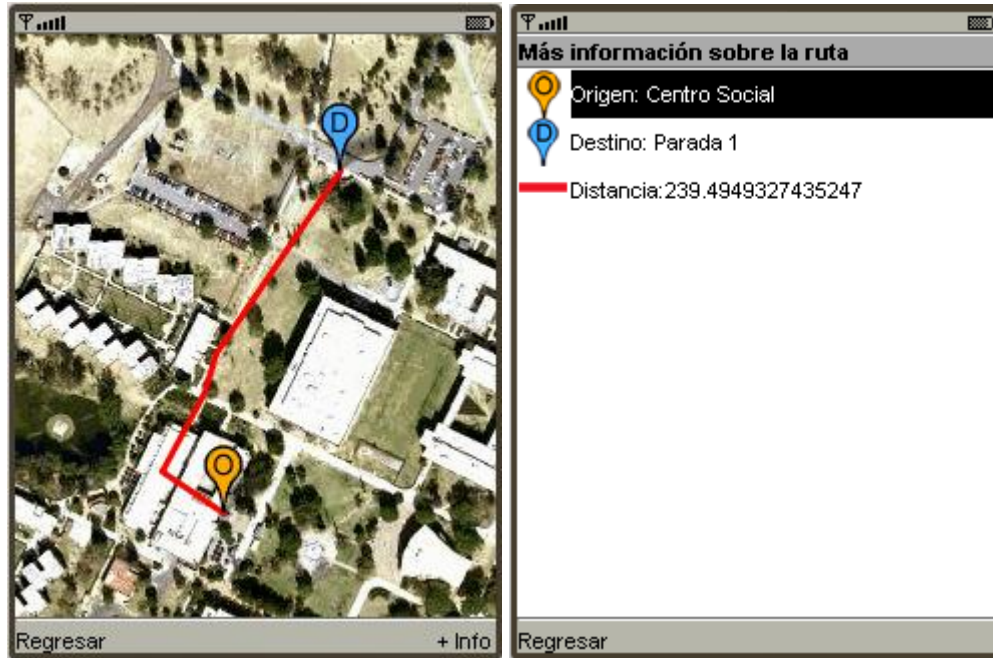 D
O
Regresar
+ Info
Más información sobre la ruta
O
Origen: Centro Social
D
Destino: Parada 1
Distancia:239.4949327435247
Regresar